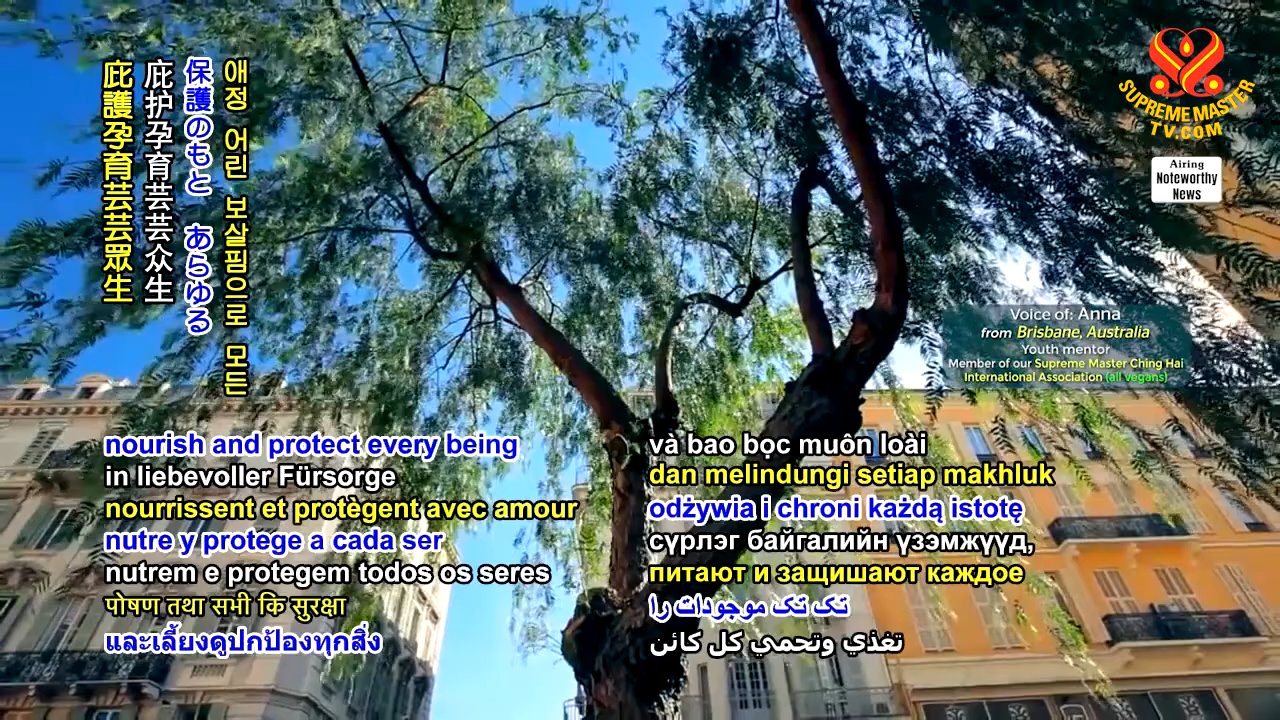 庇護孕育芸芸眾生
庇护孕育芸芸众生
保護のもと あらゆる
애정 어린 보살핌으로 모든
SUPREME MASTER
TV.COM
Airing
Noteworthy
News
Voice of: Anna
from Brisbane, Australia
Youth mentor
Member of our Supreme Master Ching Hai
International Association (all vegans)
nourish and protect every being
in liebevoller Fürsorge
nourrissent et protègent avec amour
nutre y protege a cada ser
nutrem e protegem todos os seres
पोषण तथा सभी कि सुरक्षा
และเลี้ยงดูปกป้องทุกสิ่ง
và bao bọc muôn loài
dan melindungi setiap makhluk
odżywia i chroni każdą istotę
сүрлэг байгалийн үзэмжүүд,
питают и защишают каждое
تک تک موجودات را
تغذي وتحمي كل كائن